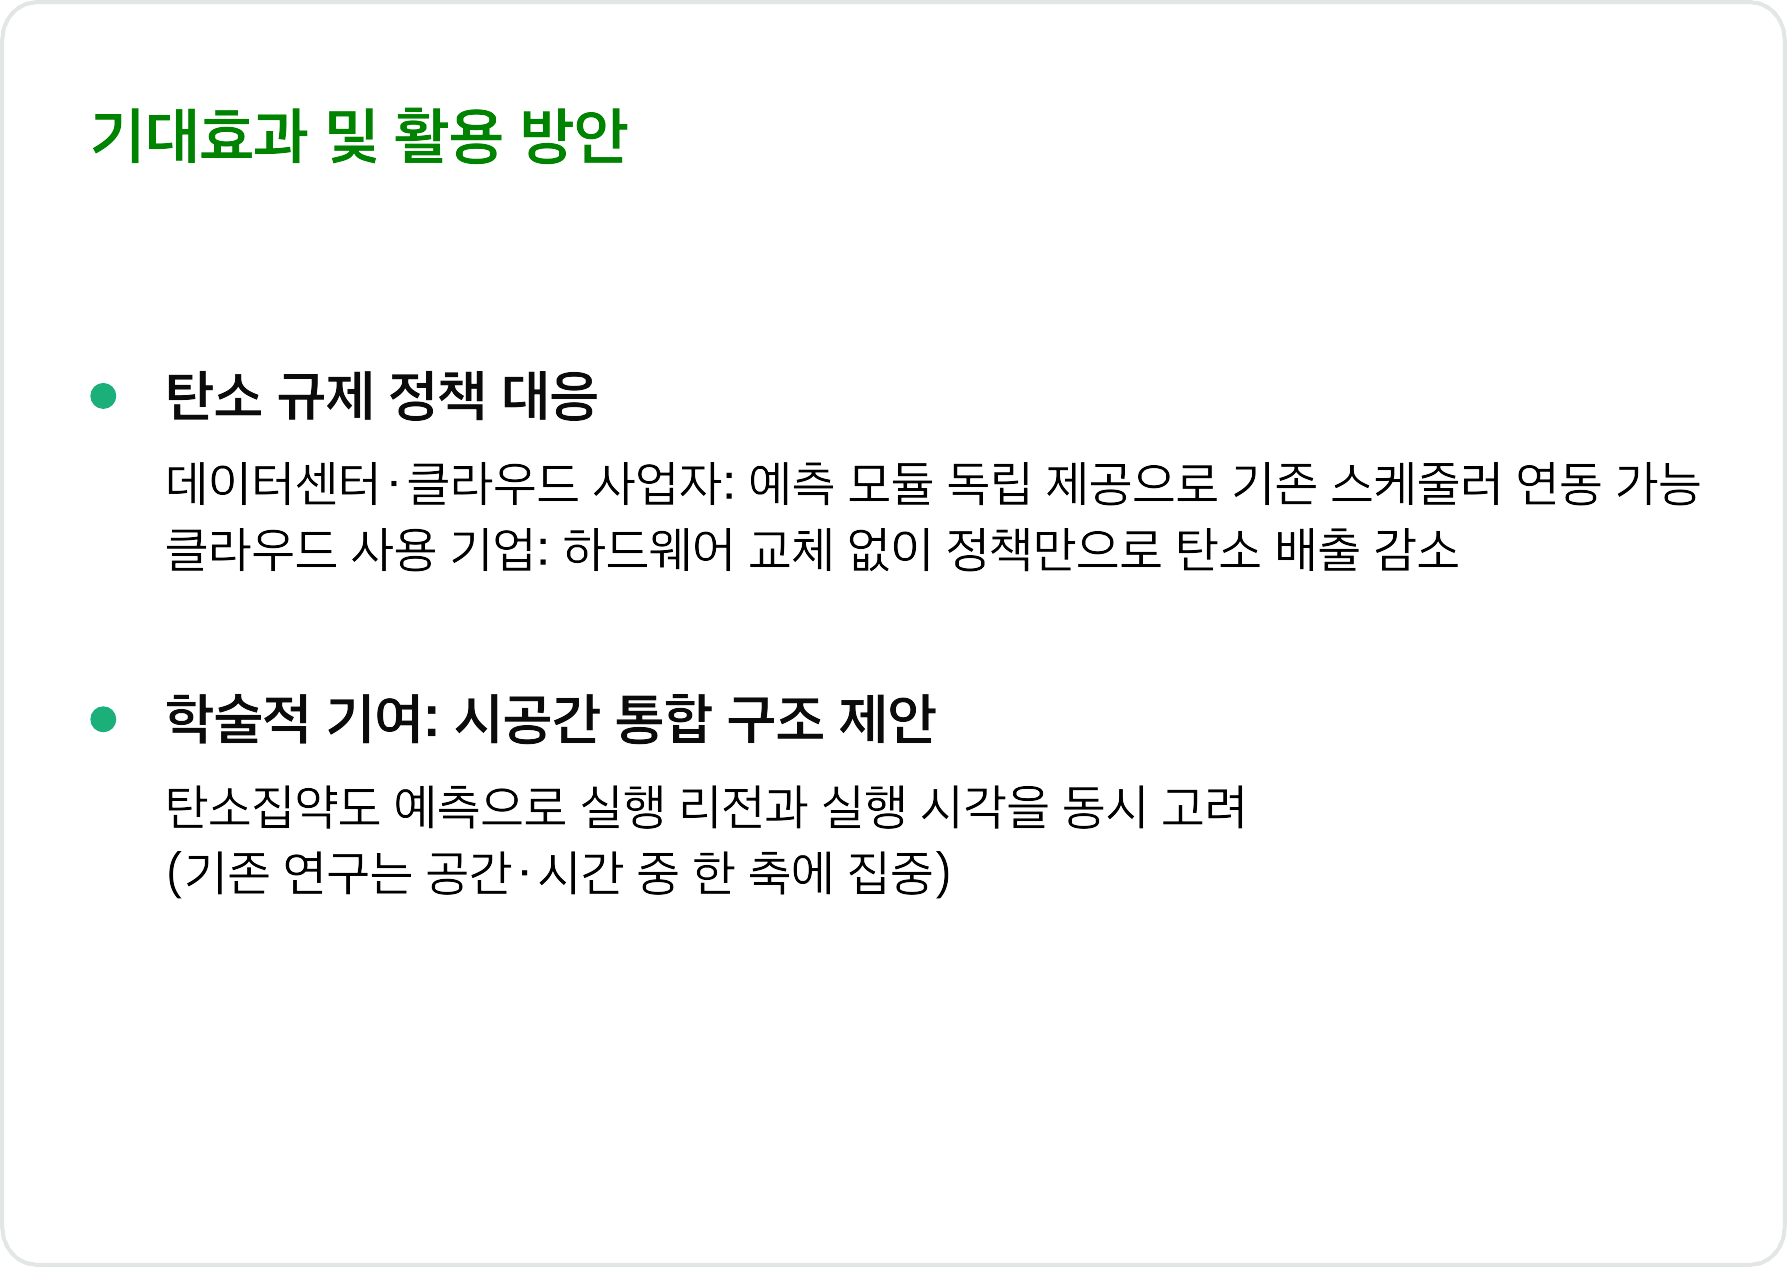 기대효과 및 활용 방안
탄소 규제 정책 대응
데이터센터·클라우드 사업자: 예측 모듈 독립 제공으로 기존 스케줄러 연동 가능
클라우드 사용 기업: 하드웨어 교체 없이 정책만으로 탄소 배출 감소
학술적 기여: 시공간 통합 구조 제안
탄소집약도 예측으로 실행 리전과 실행 시각을 동시 고려
(기존 연구는 공간·시간 중 한 축에 집중)